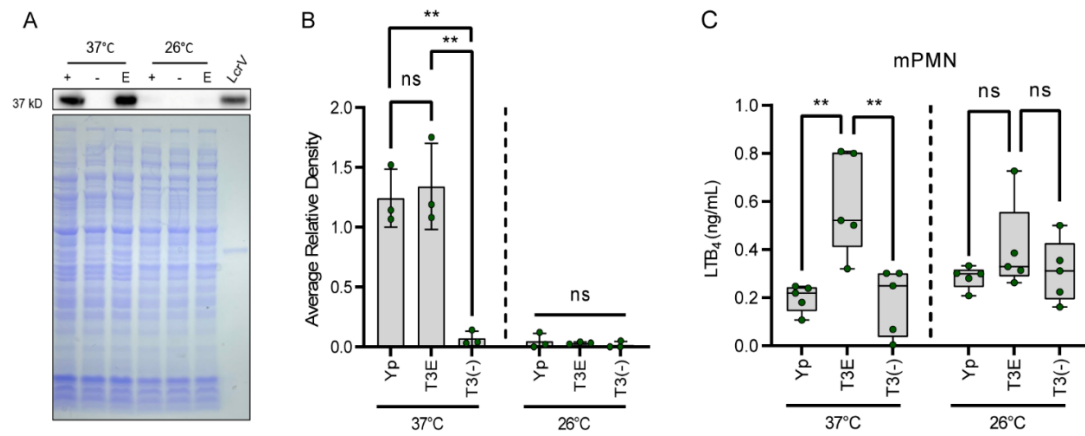 A
37°C
26°C
+
-
E
+
-
E
LcrV
37 kD
B
**
**
ns
2.0
1.5
1.0
0.5
0.0
Average Relative Density
ns
Yp
T3E
T3(-)
Yp
T3E
T3(-)
37°C
26°C
C
mPMN
**
**
ns
ns
1.0
0.8
0.6
0.4
0.2
0.0
LTB4 (ng/mL)
Yp
T3E
T3(-)
Yp
T3E
T3(-)
37°C
26°C